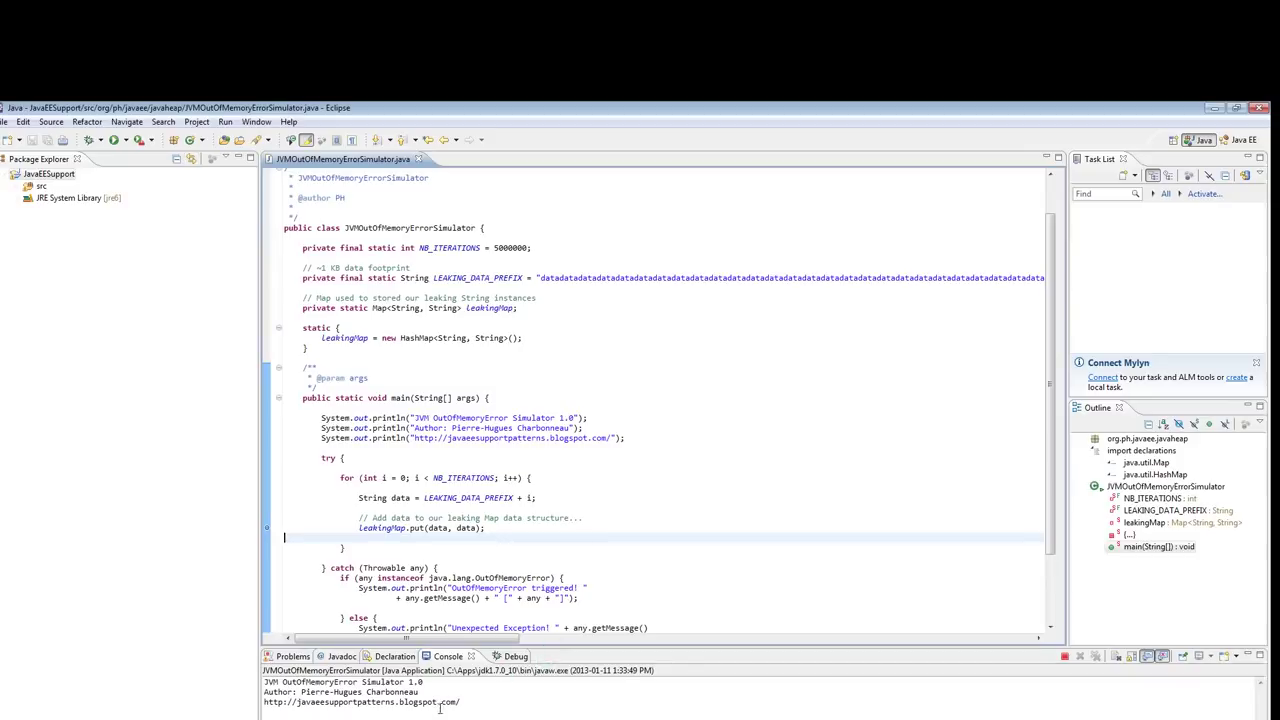 Java - JavaEESupport/src/org/ph/javaee/javaheap/JVMOutOfMemoryErrorSimulator.java - Eclipse
ile Edit Source Refactor Navigate Search Project Run Window Help
Java
Java EE
Package Explorer
JavaEESupport
src
JRE System Library [jre6]
JVMOutOfMemoryErrorSimulator.java
* JVMOutOfMemoryErrorSimulator
*
* @author PH
*
*/
public class JVMOutOfMemoryErrorSimulator {
private final static int NB_ITERATIONS = 5000000;
// ~1 KB data footprint
private final static String LEAKING_DATA_PREFIX = "datadatadatadatadatadatadatadatadatadatadatadatadatadatadatadatadatadatadatadatadatadatadatadatadatadatadatadatadatadatadatadata
// Map used to stored our leaking String instances
private static Map<String, String> leakingMap;
static {
leakingMap = new HashMap<String, String>();
}
/**
* @param args
*/
public static void main(String[] args) {
System.out.println("JVM OutOfMemoryError Simulator 1.0");
System.out.println("Author: Pierre-Hugues Charbonneau");
System.out.println("http://javaeesupportpatterns.blogspot.com/");
try {
for (int i = 0; i < NB_ITERATIONS; i++) {
String data = LEAKING_DATA_PREFIX + i;
// Add data to our leaking Map data structure...
leakingMap.put(data, data);
}
} catch (Throwable any) {
if (any instanceof java.lang.OutOfMemoryError) {
System.out.println("OutOfMemoryError triggered! "
+ any.getMessage() + " [" + any + "]");
} else {
System.out.println("Unexpected Exception! " + any.getMessage()
Task List
Find
All
Activate...
Connect Mylyn
Connect to your task and ALM tools or create a
local task.
Outline
org.ph.javaee.javaheap
import declarations
java.util.Map
java.util.HashMap
JVMOutOfMemoryErrorSimulator
NB_ITERATIONS : int
LEAKING_DATA_PREFIX : String
leakingMap : Map<String, String>
{...}
main(String[]) : void
Problems Javadoc Declaration Console Debug
JVMOutOfMemoryErrorSimulator [Java Application] C:\Apps\jdk1.7.0_10\bin\javaw.exe (2013-01-11 1:33:49 PM)
JVM OutOfMemoryError Simulator 1.0
Author: Pierre-Hugues Charbonneau
http://javaeesupportpatterns.blogspot.com/